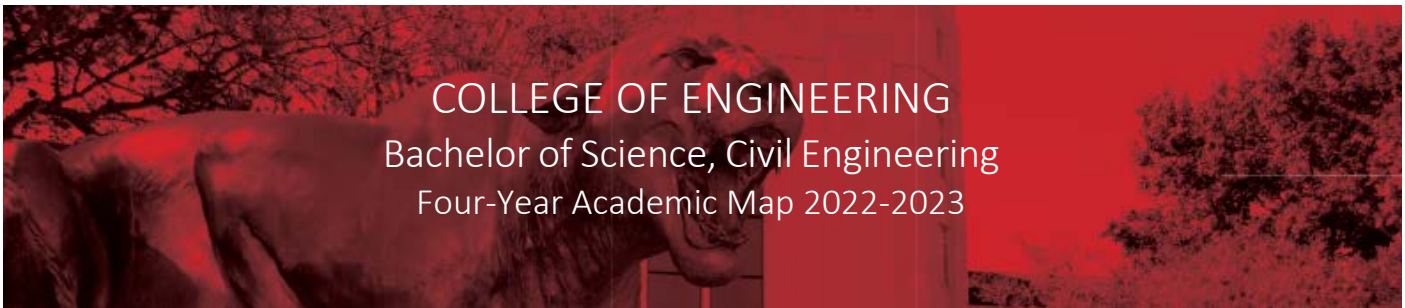 COLLEGE OF ENGINEERING
Bachelor of Science, Civil Engineering
Four-Year Academic Map 2022-2023